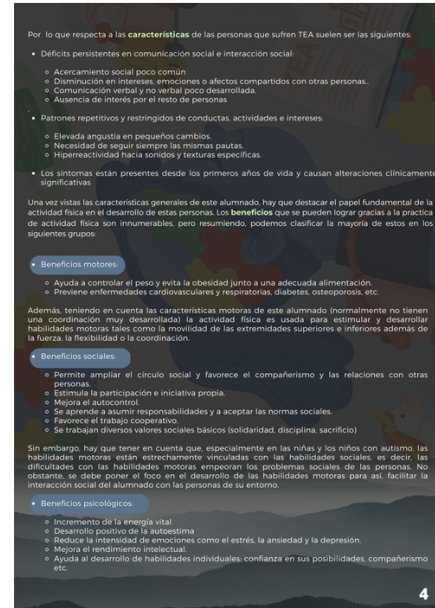 Por lo que respecta a las características de las personas que sufren TEA suelen ser las siguientes:
• Déficits persistentes en comunicación social e interacción social:
Acercamiento social poco común
Disminución en intereses, emociones o afectos compartidos con otras personas..
Comunicación verbal y no verbal poco desarrollada.
Ausencia de interés por el resto de personas
• Patrones repetitivos y restringidos de conductas, actividades e intereses:
Elevada angustia en pequeños cambios.
Necesidad de seguir siempre las mismas pautas.
Hiperreactividad hacia sonidos y texturas específicas.
• Los síntomas están presentes desde los primeros años de vida y causan alteraciones clínicamente
significativas
Una vez vistas las características generales de este alumnado, hay que destacar el papel fundamental de la
actividad física en el desarrollo de estas personas. Los beneficios que se pueden lograr gracias a la practica
de actividad física son innumerables, pero resumiendo, podemos clasificar la mayoría de estos en los
siguientes grupos:
• Beneficios motores:
Ayuda a controlar el peso y evita la obesidad junto a una adecuada alimentación.
Previene enfermedades cardiovasculares y respiratorias, diabetes, osteoporosis, etc.
Además, teniendo en cuenta las características motoras de este alumnado (normalmente no tienen
una coordinación muy desarrollada) la actividad física es usada para estimular y desarrollar
habilidades motoras tales como la movilidad de las extremidades superiores e inferiores además de
la fuerza, la flexibilidad o la coordinación.
• Beneficios sociales:
Permite ampliar el círculo social y favorece el compañerismo y las relaciones con otras
personas.
Estimula la participación e iniciativa propia.
Mejora el autocontrol.
Se aprende a asumir responsabilidades y a aceptar las normas sociales.
Favorece el trabajo cooperativo.
Se trabajan diversos valores sociales básicos (solidaridad, disciplina, sacrificio)
Sin embargo, hay que tener en cuenta que, especialmente en las niñas y los niños con autismo, las
habilidades motoras están estrechamente vinculadas con las habilidades sociales, es decir, las
dificultades con las habilidades motoras empeoran los problemas sociales de las personas. No
obstante, se debe poner el foco en el desarrollo de las habilidades motoras para así, facilitar la
interacción social del alumnado con las personas de su entorno.
• Beneficios psicológicos:
Incremento de la energía vital
Desarrollo positivo de la autoestima
Reduce la intensidad de emociones como el estrés, la ansiedad y la depresión.
Mejora el rendimiento intelectual.
Ayuda al desarrollo de habilidades individuales: confianza en sus posibilidades, compañerismo
etc.
4